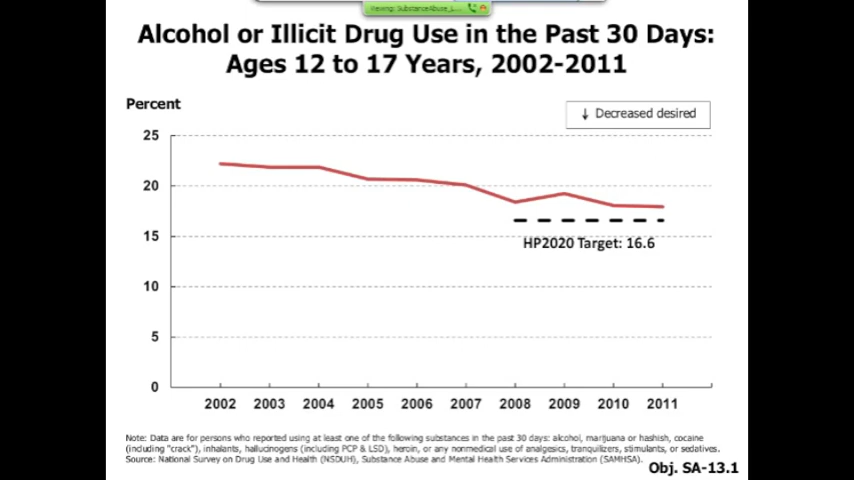 Viewing: SubstanceAbuse_L...
Alcohol or Illicit Drug Use in the Past 30 Days:
Ages 12 to 17 Years, 2002-2011
Percent
↓ Decreased desired
25
20
15
10
5
0
HP2020 Target: 16.6
2002 2003 2004 2005 2006 2007 2008 2009 2010 2011
Note: Data are for persons who reported using at least one of the following substances in the past 30 days: alcohol, marijuana or hashish, cocaine
(including "crack"), inhalants, hallucinogens (including PCP & LSD), heroin, or any nonmedical use of analgesics, tranquilizers, stimulants, or sedatives.
Source: National Survey on Drug Use and Health (NSDUH), Substance Abuse and Mental Health Services Administration (SAMHSA).
Obj. SA-13.1